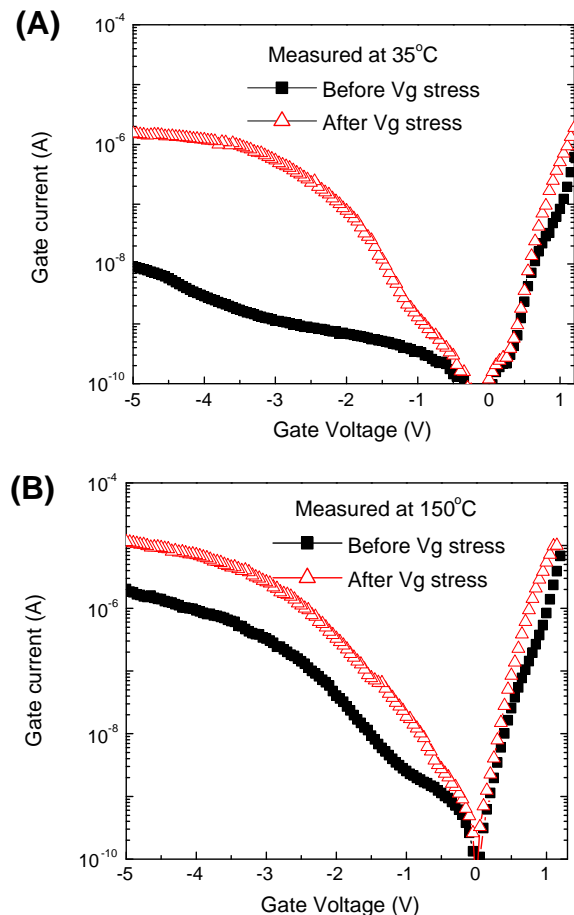 (A)
Measured at 35°C
Before Vg stress
After Vg stress
10⁻⁴
10⁻⁶
10⁻⁸
10⁻¹⁰
Gate current (A)
-5 -4 -3 -2 -1 0 1
Gate Voltage (V)
(B)
Measured at 150°C
Before Vg stress
After Vg stress
10⁻⁴
10⁻⁶
10⁻⁸
10⁻¹⁰
Gate current (A)
-5 -4 -3 -2 -1 0 1
Gate Voltage (V)